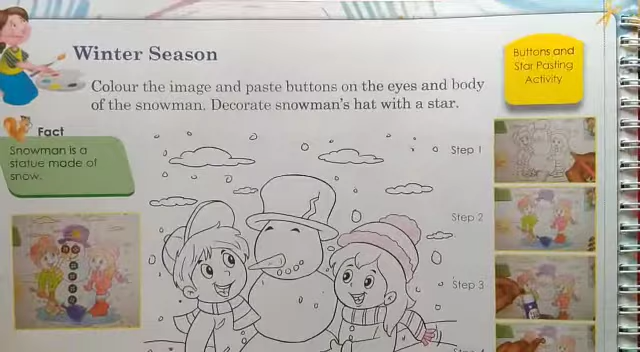 Winter Season
Colour the image and paste buttons on the eyes and body
of the snowman. Decorate snowman's hat with a star.
Buttons and
Star Pasting
Activity
Fact
Snowman is a
statue made of
snow.
Step 1
Step 2
Step 3